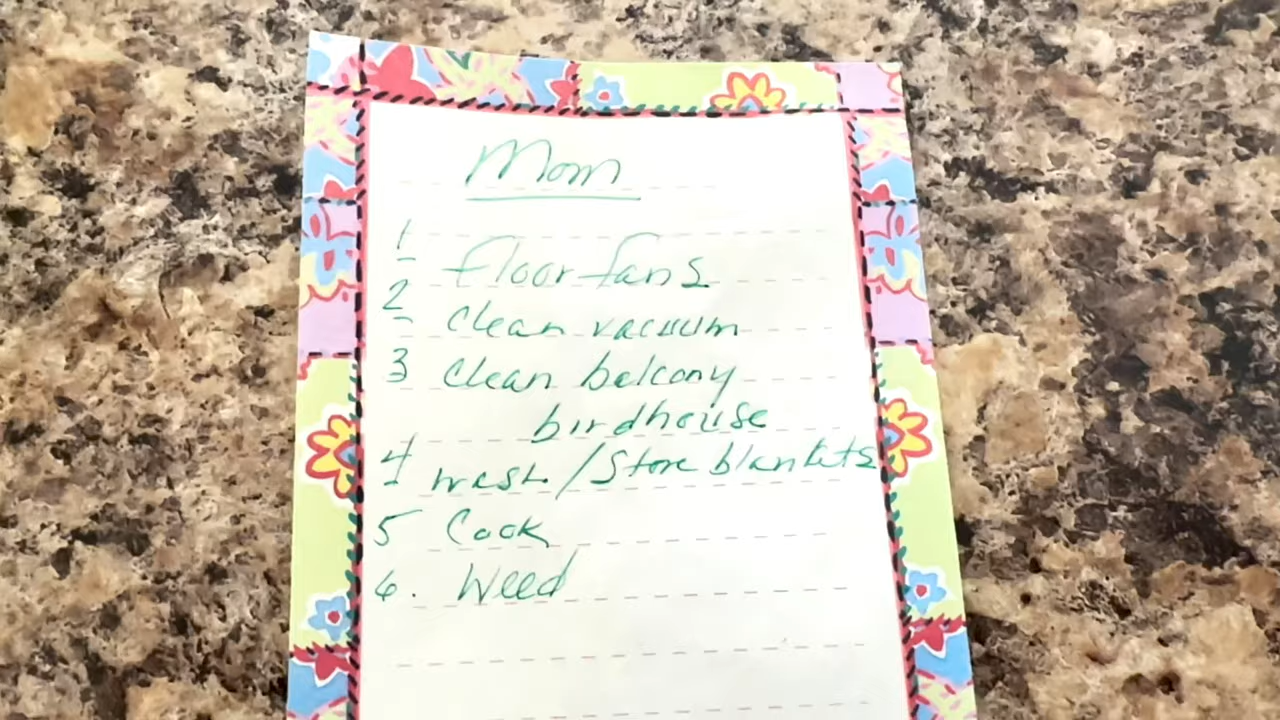 Mom
1 floor fans
2 clean vacuum
3 clean balcony
birdhouse
4 wash/store blankets
5 Cook
6. Weed